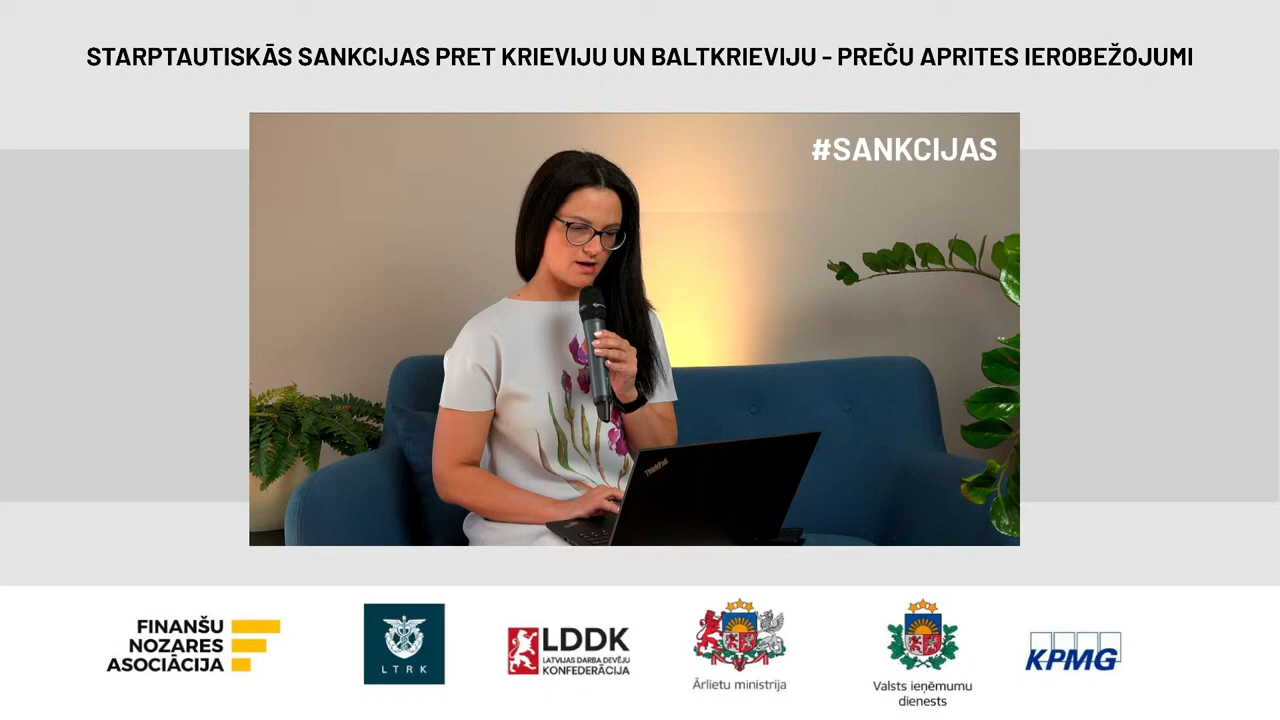 STARPTAUTISKĀS SANKCIJAS PRET KRIEVIJU UN BALTKRIEVIJU - PREČU APRITES IEROBEŽOJUMI
#SANKCIJAS
ThinkPad
FINANŠU
NOZARES
ASOCIĀCIJA
LTRK
LDDK
LATVIJAS DARBA DEVĒJU
KONFEDERĀCIJA
Ārlietu ministrija
Valsts ieņēmumu
dienests
KPMG